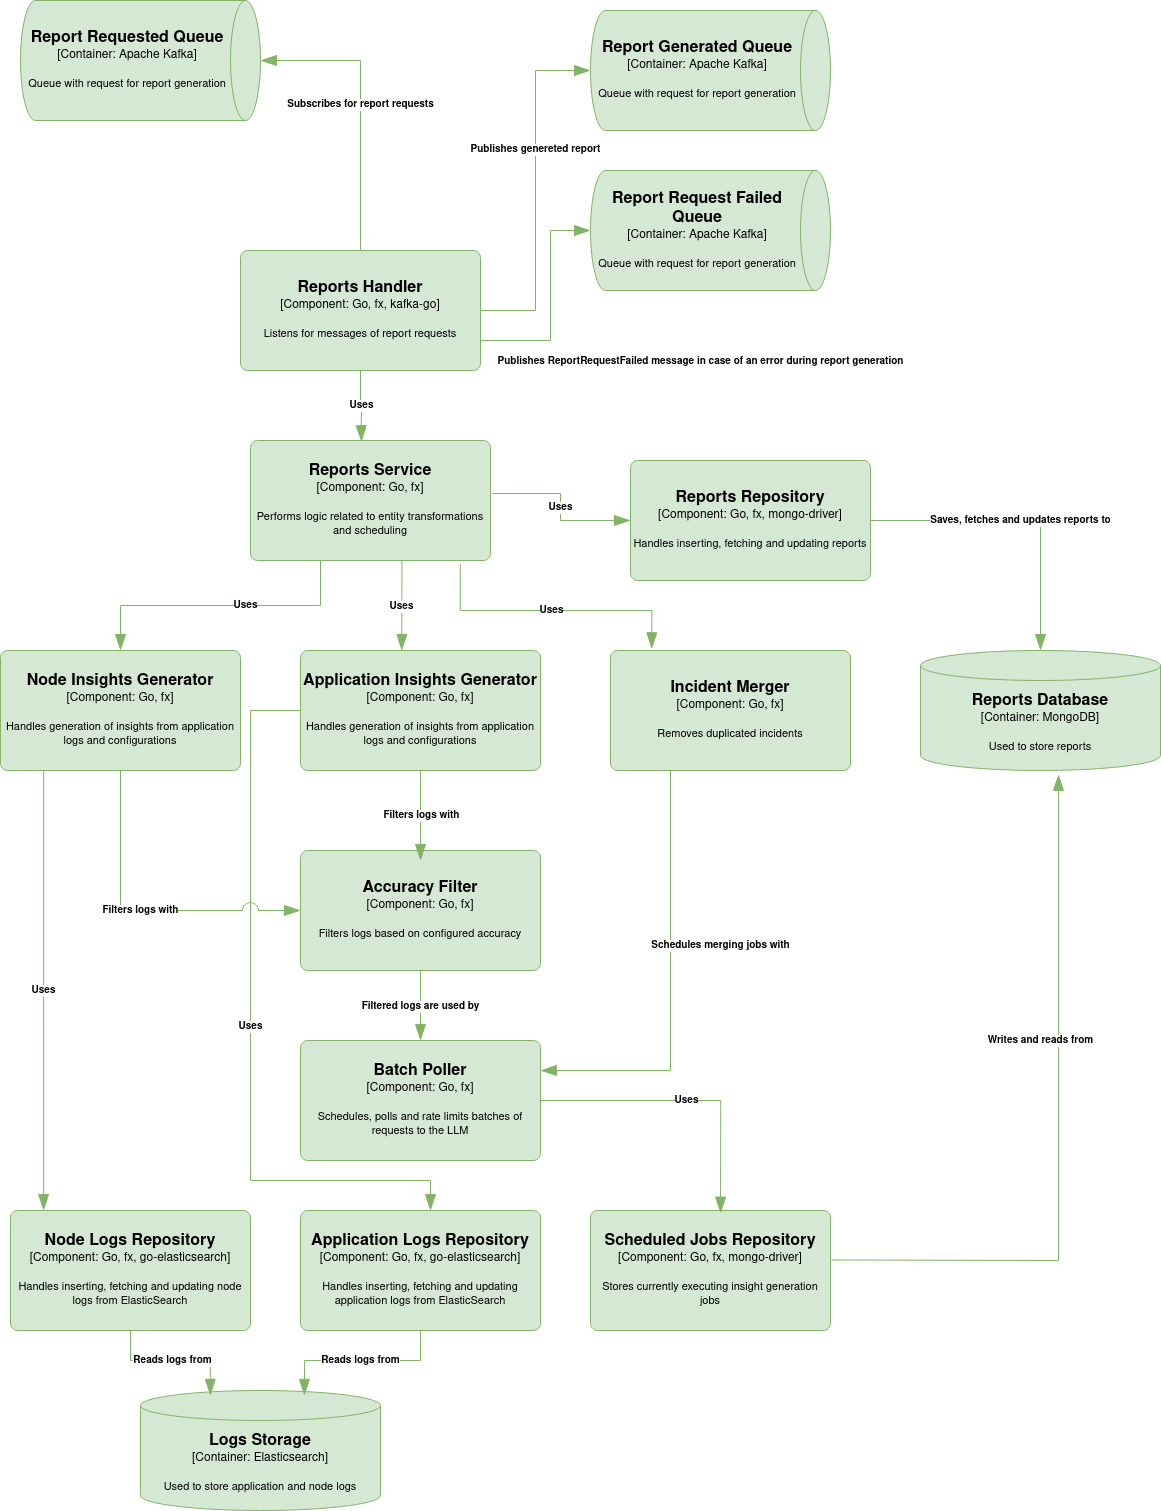 Report Requested Queue
[Container: Apache Kafka]
Queue with request for report generation
Report Generated Queue
[Container: Apache Kafka]
Queue with request for report generation
Subscribes for report requests
Publishes genereted report
Report Request Failed
Queue
[Container: Apache Kafka]
Queue with request for report generation
Reports Handler
[Component: Go, fx, kafka-go]
Listens for messages of report requests
Publishes ReportRequestFailed message in case of an error during report generation
Uses
Reports Service
[Component: Go, fx]
Performs logic related to entity transformations
and scheduling
Uses
Reports Repository
[Component: Go, fx, mongo-driver]
Handles inserting, fetching and updating reports
Saves, fetches and updates reports to
Uses
Uses
Uses
Node Insights Generator
[Component: Go, fx]
Handles generation of insights from application
logs and configurations
Application Insights Generator
[Component: Go, fx]
Handles generation of insights from application
logs and configurations
Incident Merger
[Component: Go, fx]
Removes duplicated incidents
Reports Database
[Container: MongoDB]
Used to store reports
Filters logs with
Accuracy Filter
[Component: Go, fx]
Filters logs based on configured accuracy
Filters logs with
Schedules merging jobs with
Uses
Filtered logs are used by
Uses
Writes and reads from
Batch Poller
[Component: Go, fx]
Schedules, polls and rate limits batches of
requests to the LLM
Uses
Node Logs Repository
[Component: Go, fx, go-elasticsearch]
Handles inserting, fetching and updating node
logs from ElasticSearch
Application Logs Repository
[Component: Go, fx, go-elasticsearch]
Handles inserting, fetching and updating
application logs from ElasticSearch
Scheduled Jobs Repository
[Component: Go, fx, mongo-driver]
Stores currently executing insight generation
jobs
Reads logs from
Reads logs from
Logs Storage
[Container: Elasticsearch]
Used to store application and node logs